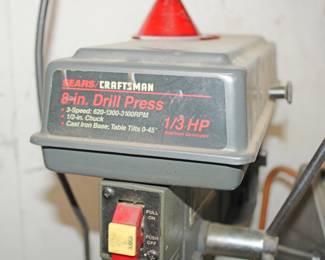 SEARS/CRAFTSMAN
8-in. Drill Press
• 3-Speed: 620-1300-3100RPM
• 1/2-in. Chuck
• Cast Iron Base; Table Tilts 0-45°
1/3 HP
PULL
ON
PUSH
OFF